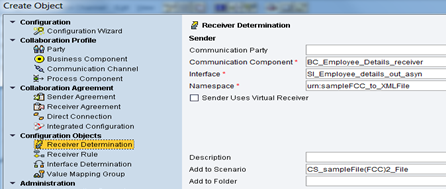 Create Object
Configuration
Configuration Wizard
Collaboration Profile
Party
Business Component
Communication Channel
Process Component
Collaboration Agreement
Sender Agreement
Receiver Agreement
Direct Connection
Integrated Configuration
Configuration Objects
Receiver Determination
Receiver Rule
Interface Determination
Value Mapping Group
Administration
Receiver Determination
Sender
Communication Party
Communication Component * BC_Employee_Details_receiver
Interface * SI_Employee_details_out_asyn
Namespace * urn:sampleFCC_to_XMLFile
Sender Uses Virtual Receiver
Description
Add to Scenario CS_sampleFile(FCC)2_File
Add to Folder